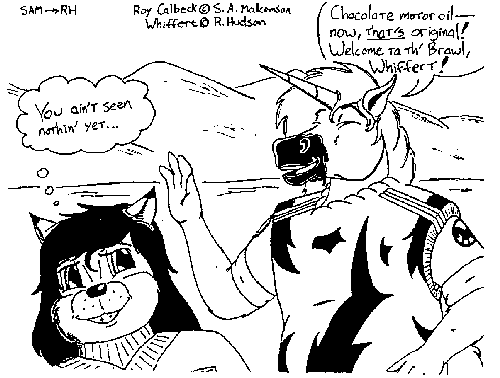 SAM→RH
Roy Calbeck © S. A. Malkonson
Whiffert © R. Hudson
Chocolate motor oil—
now, that's original!
Welcome ta th' Brawl,
Whiffert!
You ain't seen
nothin' yet...